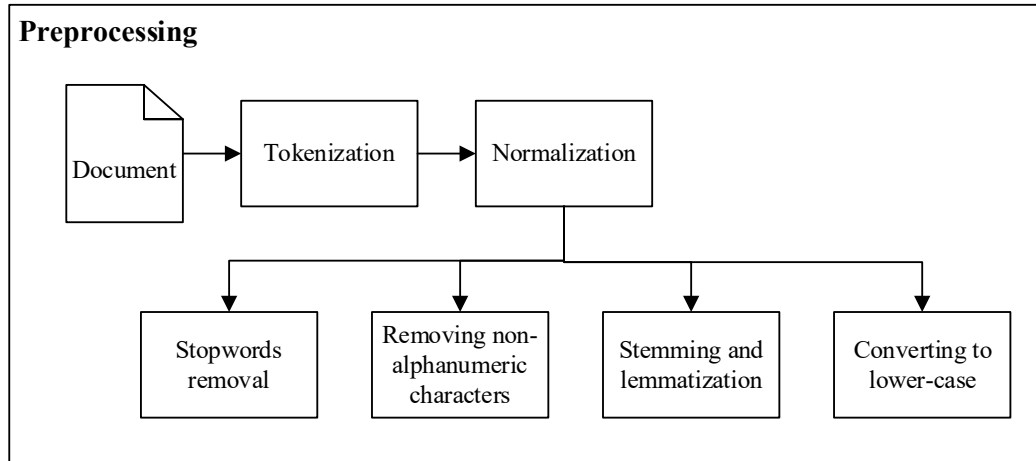 Preprocessing
Document
Tokenization
Normalization
Stopwords
removal
Removing non-
alphanumeric
characters
Stemming and
lemmatization
Converting to
lower-case